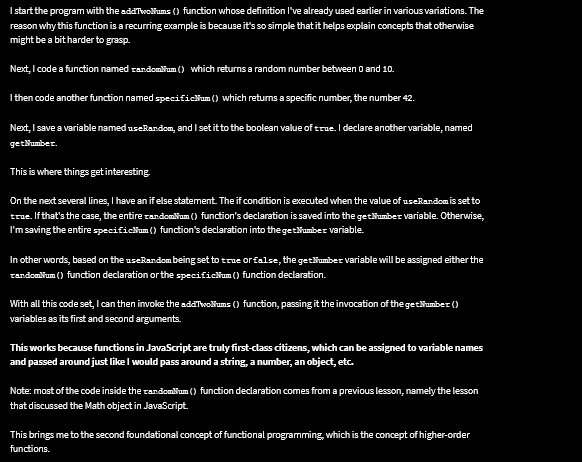 I start the program with the addTwoNums() function whose definition I've already used earlier in various variations. The
reason why this function is a recurring example is because it's so simple that it helps explain concepts that otherwise
might be a bit harder to grasp.
Next, I code a function named randomNum() which returns a random number between 0 and 10.
I then code another function named specificNum() which returns a specific number, the number 42.
Next, I save a variable named useRandom, and I set it to the boolean value of true. I declare another variable, named
getNumber.
This is where things get interesting.
On the next several lines, I have an if else statement. The if condition is executed when the value of useRandom is set to
true. If that's the case, the entire randomNum() function's declaration is saved into the getNumber variable. Otherwise,
I'm saving the entire specificNum() function's declaration into the getNumber variable.
In other words, based on the useRandom being set to true or false, the getNumber variable will be assigned either the
randomNum() function declaration or the specificNum() function declaration.
With all this code set, I can then invoke the addTwoNums() function, passing it the invocation of the getNumber()
variables as its first and second arguments.
This works because functions in JavaScript are truly first-class citizens, which can be assigned to variable names
and passed around just like I would pass around a string, a number, an object, etc.
Note: most of the code inside the randomNum() function declaration comes from a previous lesson, namely the lesson
that discussed the Math object in JavaScript.
This brings me to the second foundational concept of functional programming, which is the concept of higher-order
functions.